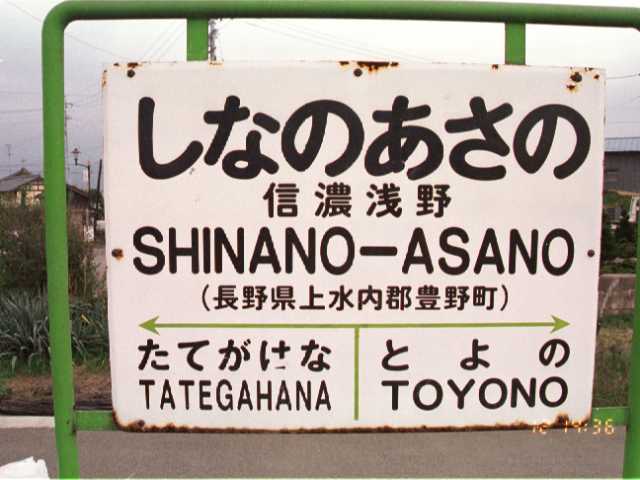 しなのあさの
信濃浅野
SHINANO-ASANO
(長野県上水内郡豊野町)
たてがはな
TATEGAHANA
とよの
TOYONO